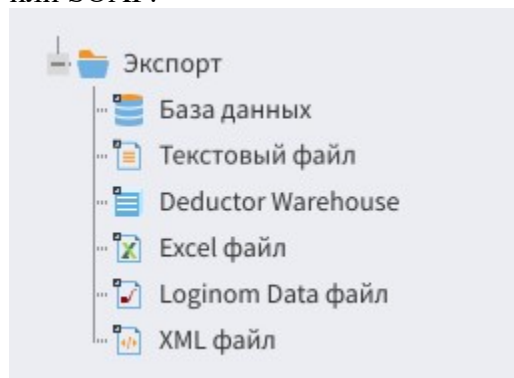 Экспорт
База данных
Текстовый файл
Deductor Warehouse
Excel файл
Loginom Data файл
XML файл